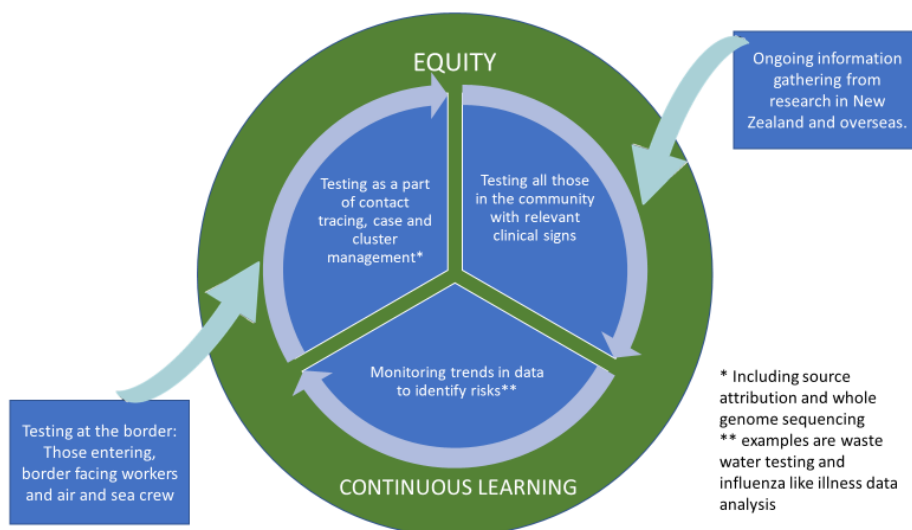 EQUITY
Ongoing information
gathering from
research in New
Zealand and overseas.
Testing as a part
of contact
tracing, case and
cluster
management*
Testing all those
in the community
with relevant
clinical signs
Monitoring trends in data
to identify risks**
Testing at the border:
Those entering,
border facing workers
and air and sea crew
CONTINUOUS LEARNING
* Including source
attribution and whole
genome sequencing
** examples are waste
water testing and
influenza like illness data
analysis